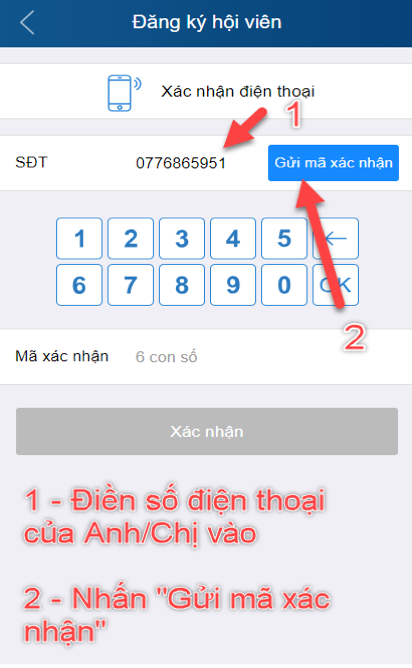 Đăng ký hội viên
Xác nhận điện thoại
1
SĐT 0776865951 Gửi mã xác nhận
1 2 3 4 5 ←
6 7 8 9 0 OK
2
Mã xác nhận 6 con số
Xác nhận
1 - Điền số điện thoại
của Anh/Chị vào
2 - Nhấn "Gửi mã xác
nhận"